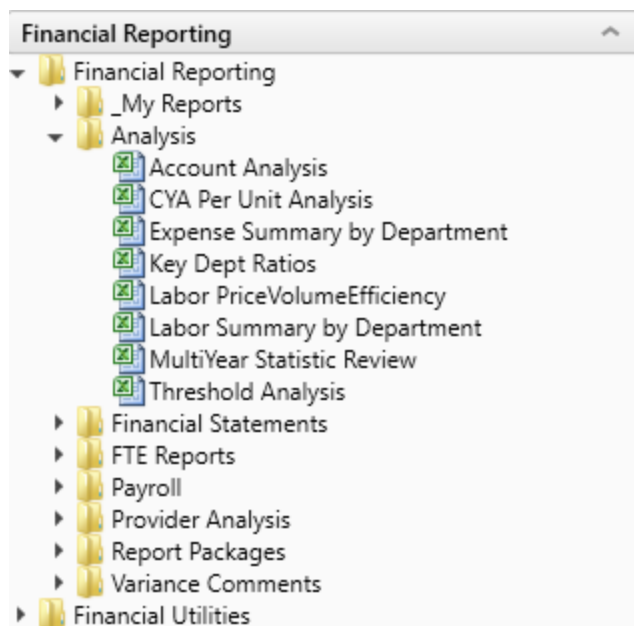 Financial Reporting
Financial Reporting
_My Reports
Analysis
Account Analysis
CYA Per Unit Analysis
Expense Summary by Department
Key Dept Ratios
Labor PriceVolumeEfficiency
Labor Summary by Department
MultiYear Statistic Review
Threshold Analysis
Financial Statements
FTE Reports
Payroll
Provider Analysis
Report Packages
Variance Comments
Financial Utilities